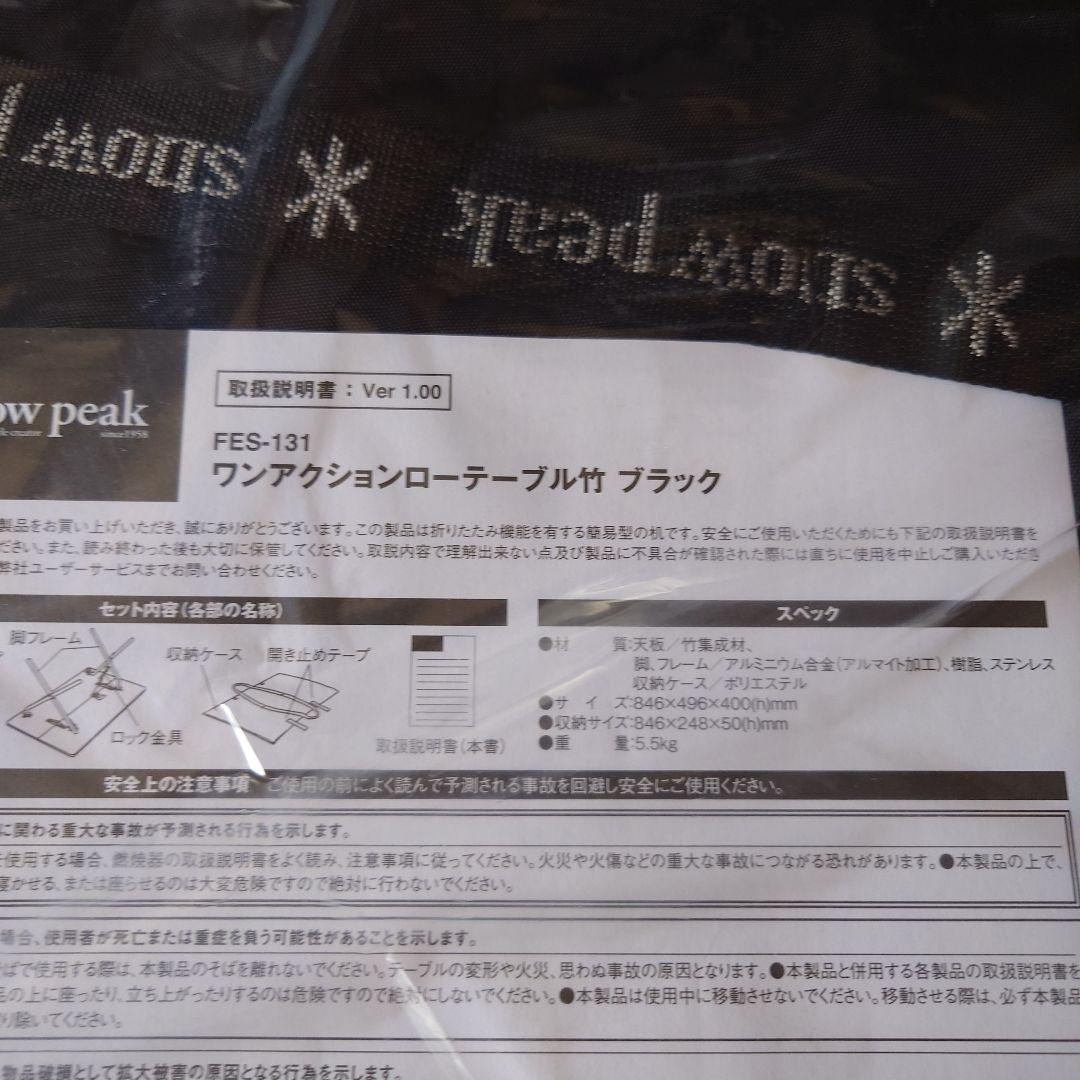 snow
snow peak
ow peak
since1958
取扱説明書：Ver 1.00
FES-131
ワンアクションローテーブル竹 ブラック
製品をお買い上げいただき、誠にありがとうございます。この製品は折りたたみ機能を有する簡易型の机です。安全にご使用いただくためにも下記の取扱説明書を
ださい。また、読み終わった後も大切に保管してください。取説内容で理解出来ない点及び製品に不具合が確認された際には直ちに使用を中止しご購入いただき
弊社ユーザーサービスまでお問い合わせください。
セット内容（各部の名称）
脚フレーム
収納ケース
開き止めテープ
ロック金具
取扱説明書（本書）
スペック
●材　　質：天板／竹集成材、
脚、フレーム／アルミニウム合金（アルマイト加工）、樹脂、ステンレス
収納ケース／ポリエステル
●サ　イ　ズ：846×496×400(h)mm
●収納サイズ：846×248×50(h)mm
●重　　量：5.5kg
安全上の注意事項　ご使用の前によく読んで予測される事故を回避し安全にご使用ください。
に関わる重大な事故が予測される行為を示します。
を使用する場合、燃焼器の取扱説明書をよく読み、注意事項に従ってください。火災や火傷などの重大な事故につながる恐れがあります。●本製品の上で、
寝かせる、または座らせるのは大変危険ですので絶対に行わないでください。
場合、使用者が死亡または重症を負う可能性があることを示します。
そばで使用する際は、本製品のそばを離れないでください。テーブルの変形や火災、思わぬ事故の原因となります。●本製品と併用する各製品の取扱説明書を
品の上に座ったり、立ち上がったりするのは危険ですので絶対にしないでください。●本製品は使用中に移動させないでください。移動させる際は、必ず本製品
り除いてください。
物品破損として拡大被害の原因となる行為を示します。